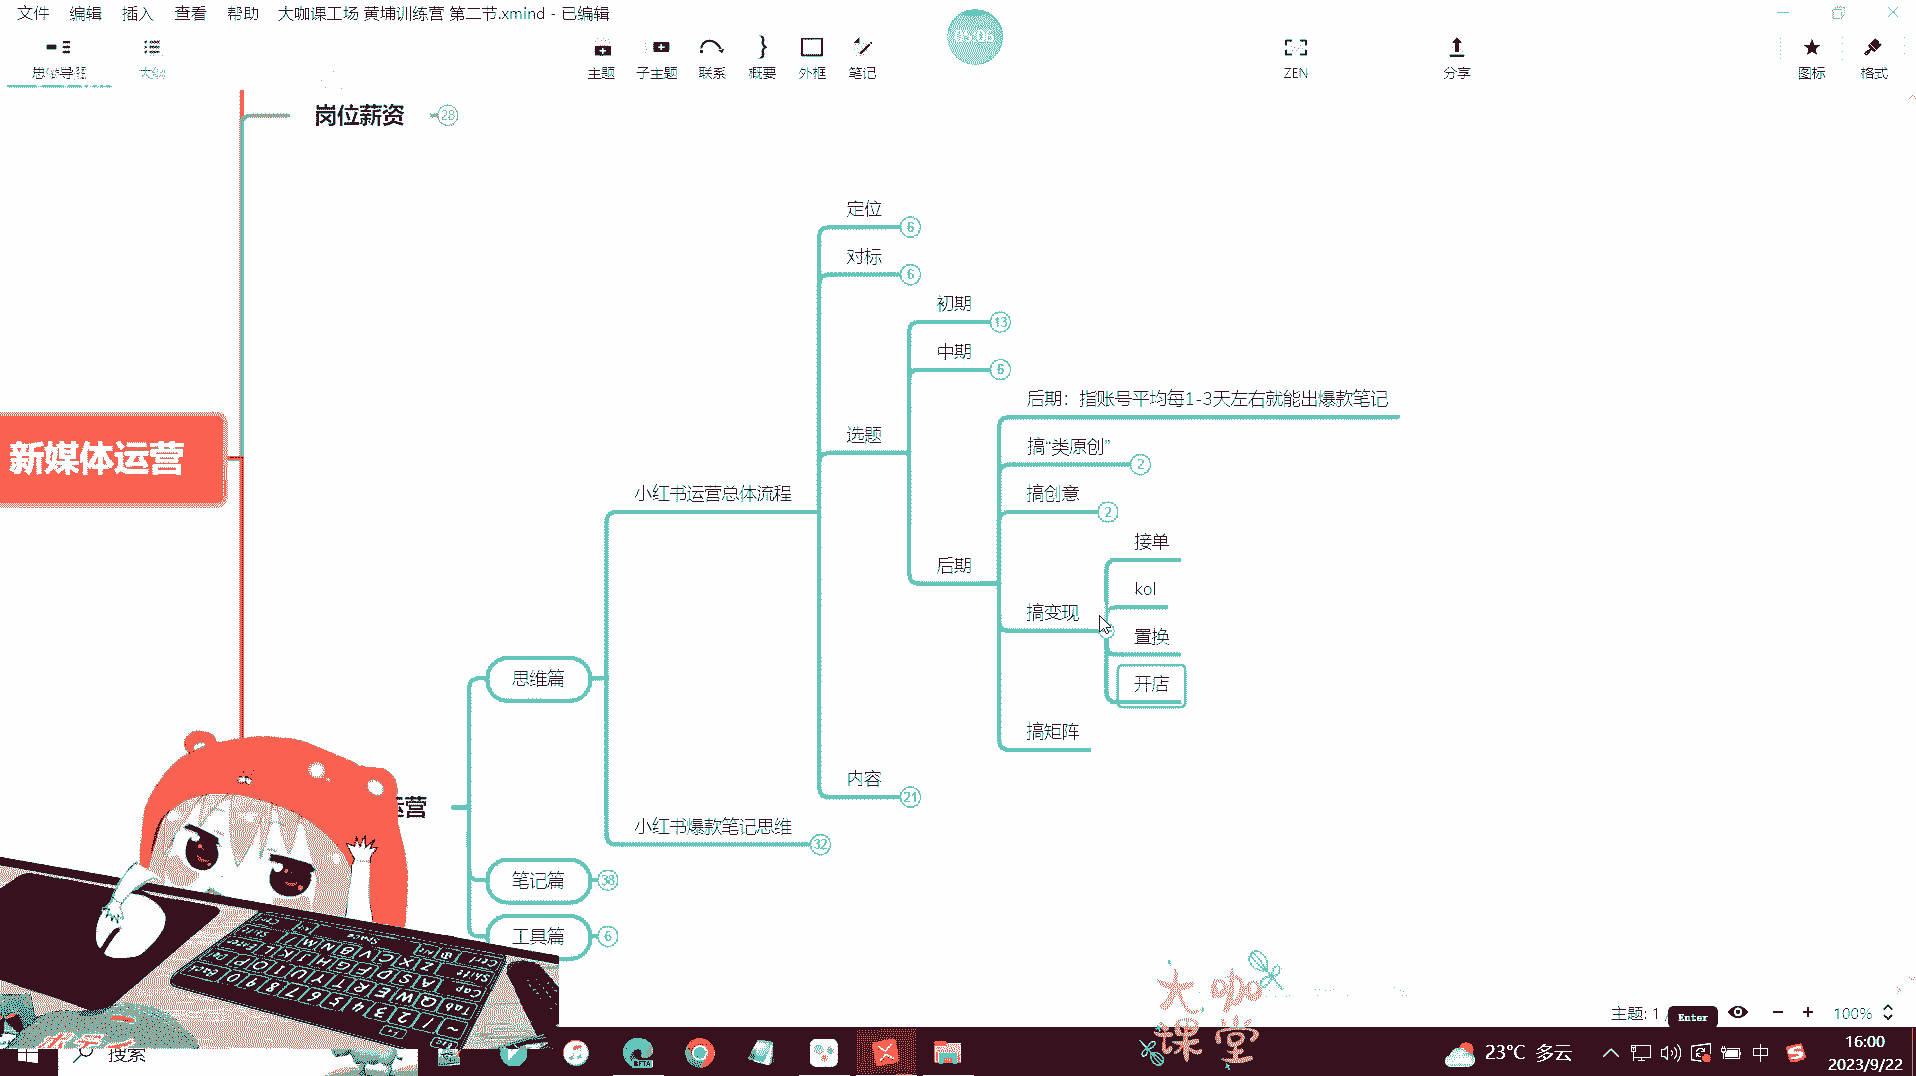 文件 编辑 插入 查看 帮助 大咖课工场 黄埔训练营 第二节.xmind - 已编辑
思维导图 大纲 主题 子主题 联系 概要 外框 笔记 05:06 ZEN 分享 图标 格式
岗位薪资 28
定位 6
对标 6
初期 13
中期 6
后期：指账号平均每1-3天左右就能出爆款笔记
选题
搞“类原创” 2
新媒体运营
小红书运营总体流程
搞创意 2
接单
后期
kol
搞变现
置换
思维篇
开店
搞矩阵
内容 21
运营
小红书爆款笔记思维 32
笔记篇 38
工具篇 6
大咖
课堂
主题: 1 Enter 100%
搜索
23°C 多云 中 16:00
2023/9/22